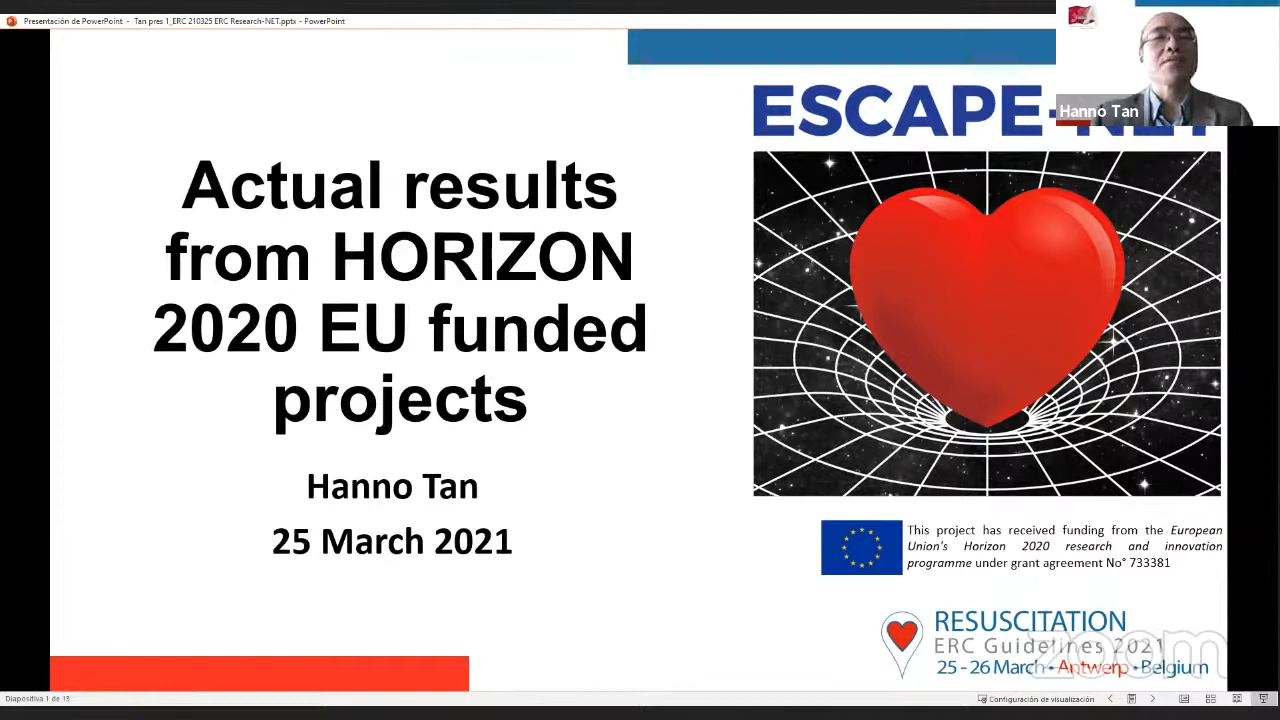 Presentación de PowerPoint - Tan pres 1_ERC 210325 ERC Research-NET.pptx - PowerPoint
Hanno Tan
ESCAPE-NET
Actual results
from HORIZON
2020 EU funded
projects
Hanno Tan
25 March 2021
This project has received funding from the European
Union's Horizon 2020 research and innovation
programme under grant agreement No° 733381
RESUSCITATION
ERC Guidelines 2021
25 - 26 March • Antwerp • Belgium
zoom
Diapositiva 1 de 13
Configuración de visualización